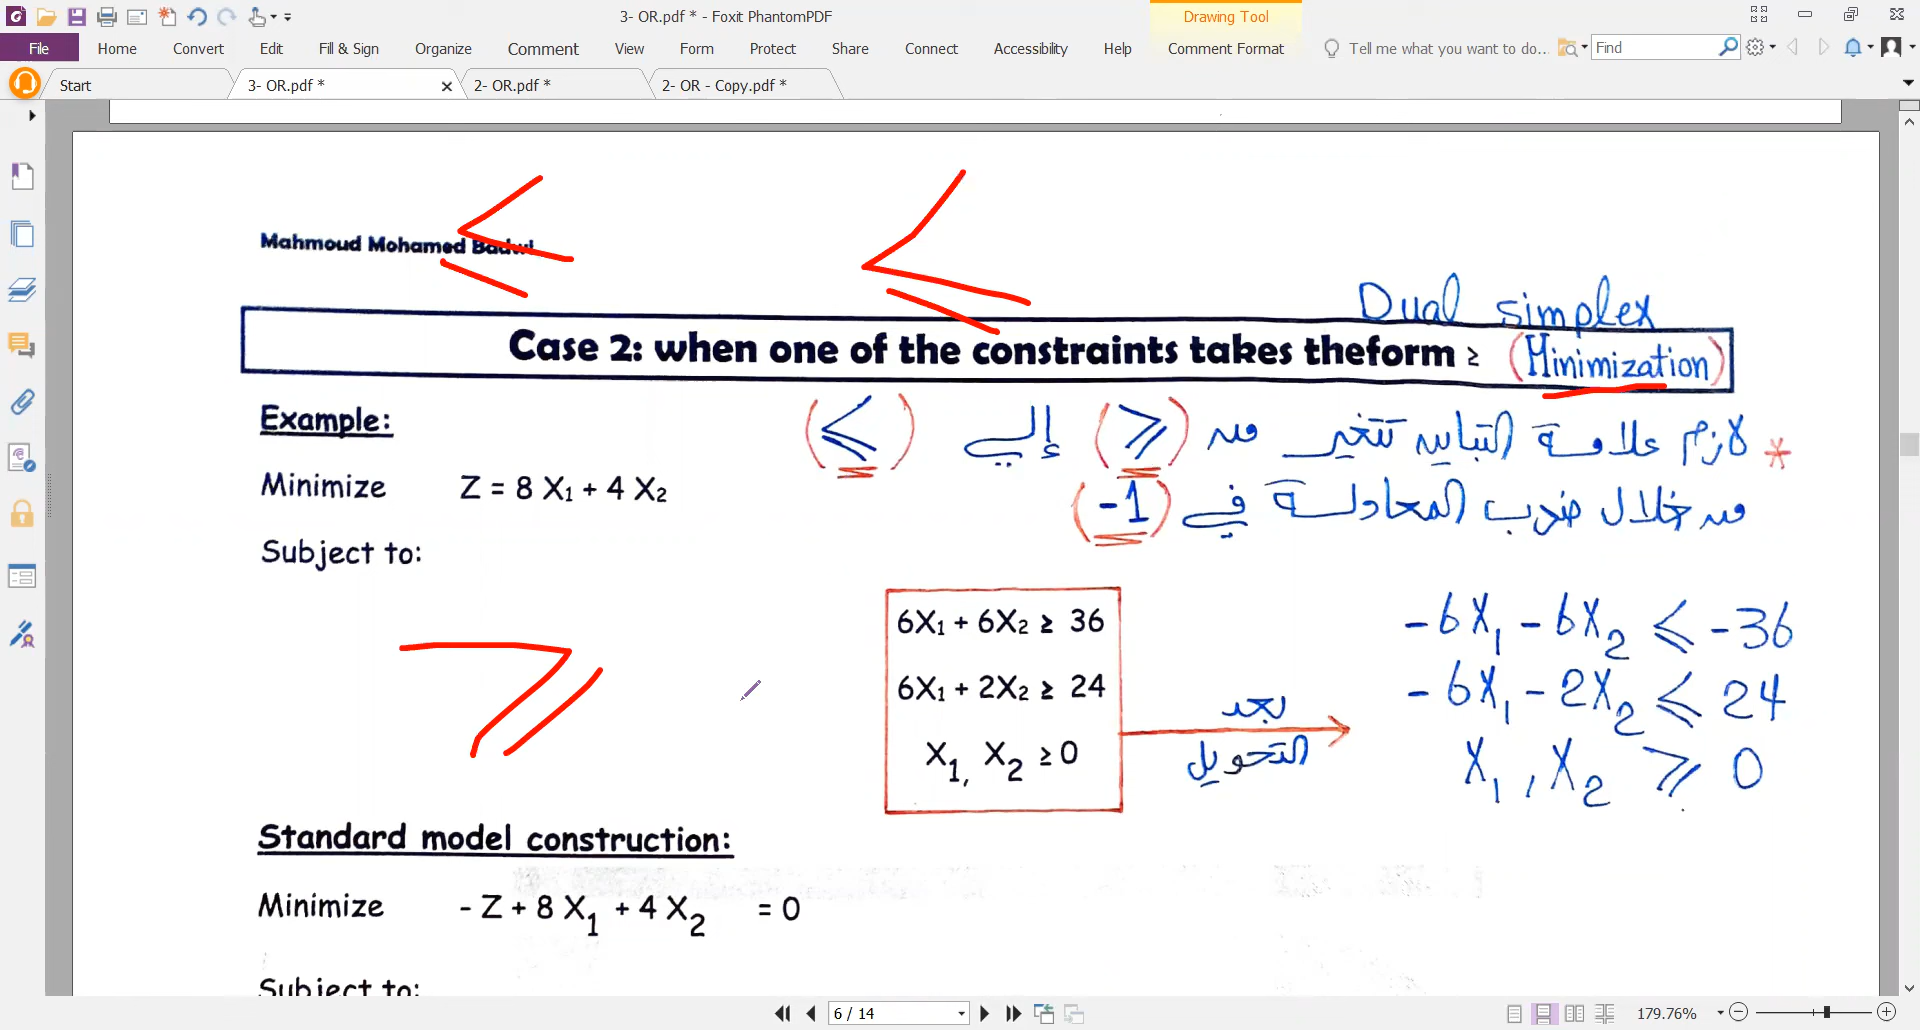 3- OR.pdf * - Foxit PhantomPDF
Drawing Tool
File Home Convert Edit Fill & Sign Organize Comment View Form Protect Share Connect Accessibility Help Comment Format Tell me what you want to do... Find
Start 3- OR.pdf * 2- OR.pdf * 2- OR - Copy.pdf *
Mahmoud Mohamed Badwi
Dual simplex
Case 2: when one of the constraints takes theform ≥ (Minimization)
Example:
* لازم علامة التباين تتغير من (≥) إلى (≤)
من خلال ضرب المعادلة في (-1)
Minimize Z = 8 X₁ + 4 X₂
Subject to:
6X₁ + 6X₂ ≥ 36
6X₁ + 2X₂ ≥ 24
X₁, X₂ ≥ 0
بعد
التحويل
-6X₁ - 6X₂ ≤ -36
-6X₁ - 2X₂ ≤ 24
X₁, X₂ ≥ 0
Standard model construction:
Minimize - Z + 8 X₁ + 4 X₂ = 0
Subject to:
6 / 14
179.76%